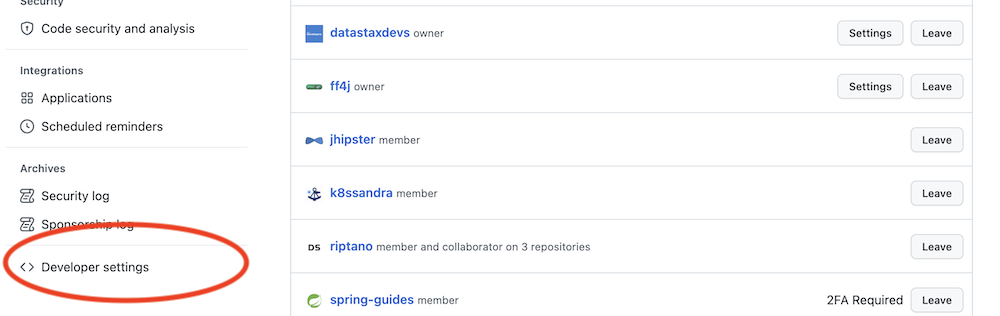 Security
Code security and analysis
Integrations
Applications
Scheduled reminders
Archives
Security log
Sponsorship log
Developer settings
datastaxdevs owner
Settings
Leave
ff4j owner
Settings
Leave
jhipster member
Leave
k8ssandra member
Leave
DS
riptano member and collaborator on 3 repositories
Leave
spring-guides member
2FA Required
Leave